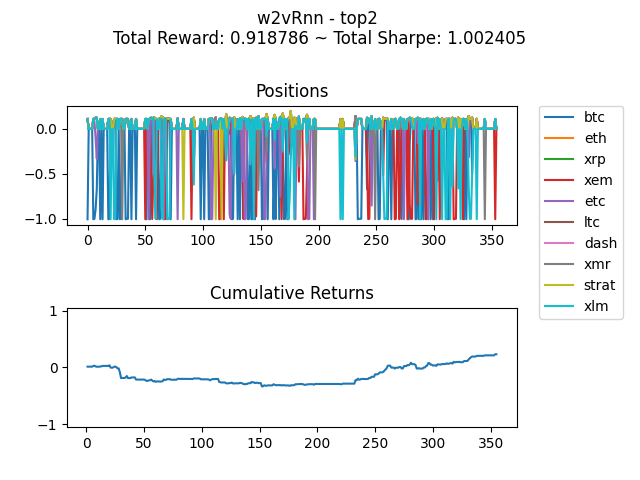 w2vRnn - top2
Total Reward: 0.918786 ~ Total Sharpe: 1.002405
Positions
0.0
−0.5
−1.0
0 50 100 150 200 250 300 350
btc
eth
xrp
xem
etc
ltc
dash
xmr
strat
xlm
Cumulative Returns
1
0
−1
0 50 100 150 200 250 300 350